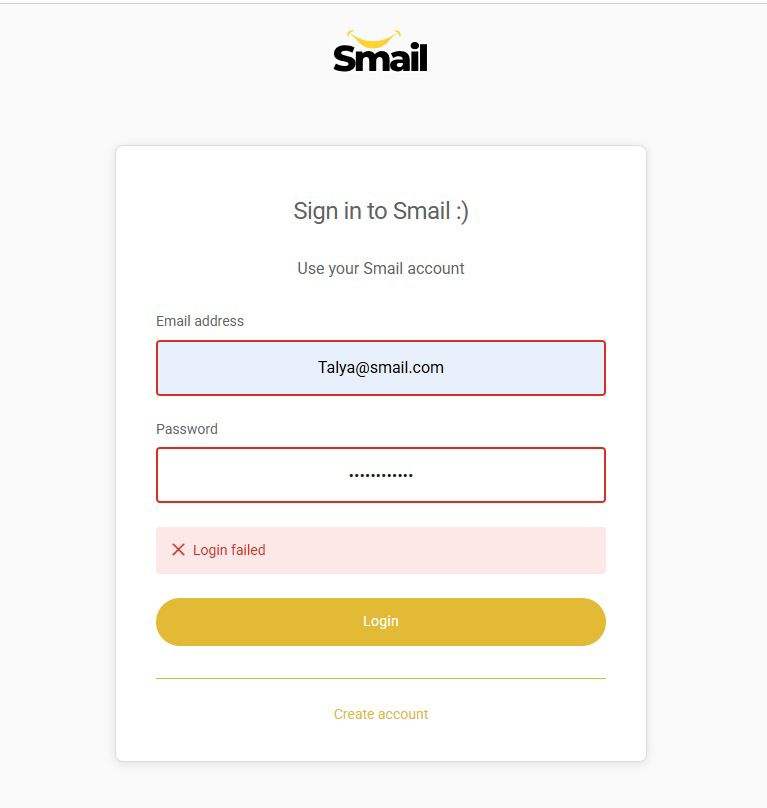 Smail
Sign in to Smail :)
Use your Smail account
Email address
Talya@smail.com
Password
••••••••••••
Login failed
Login
Create account